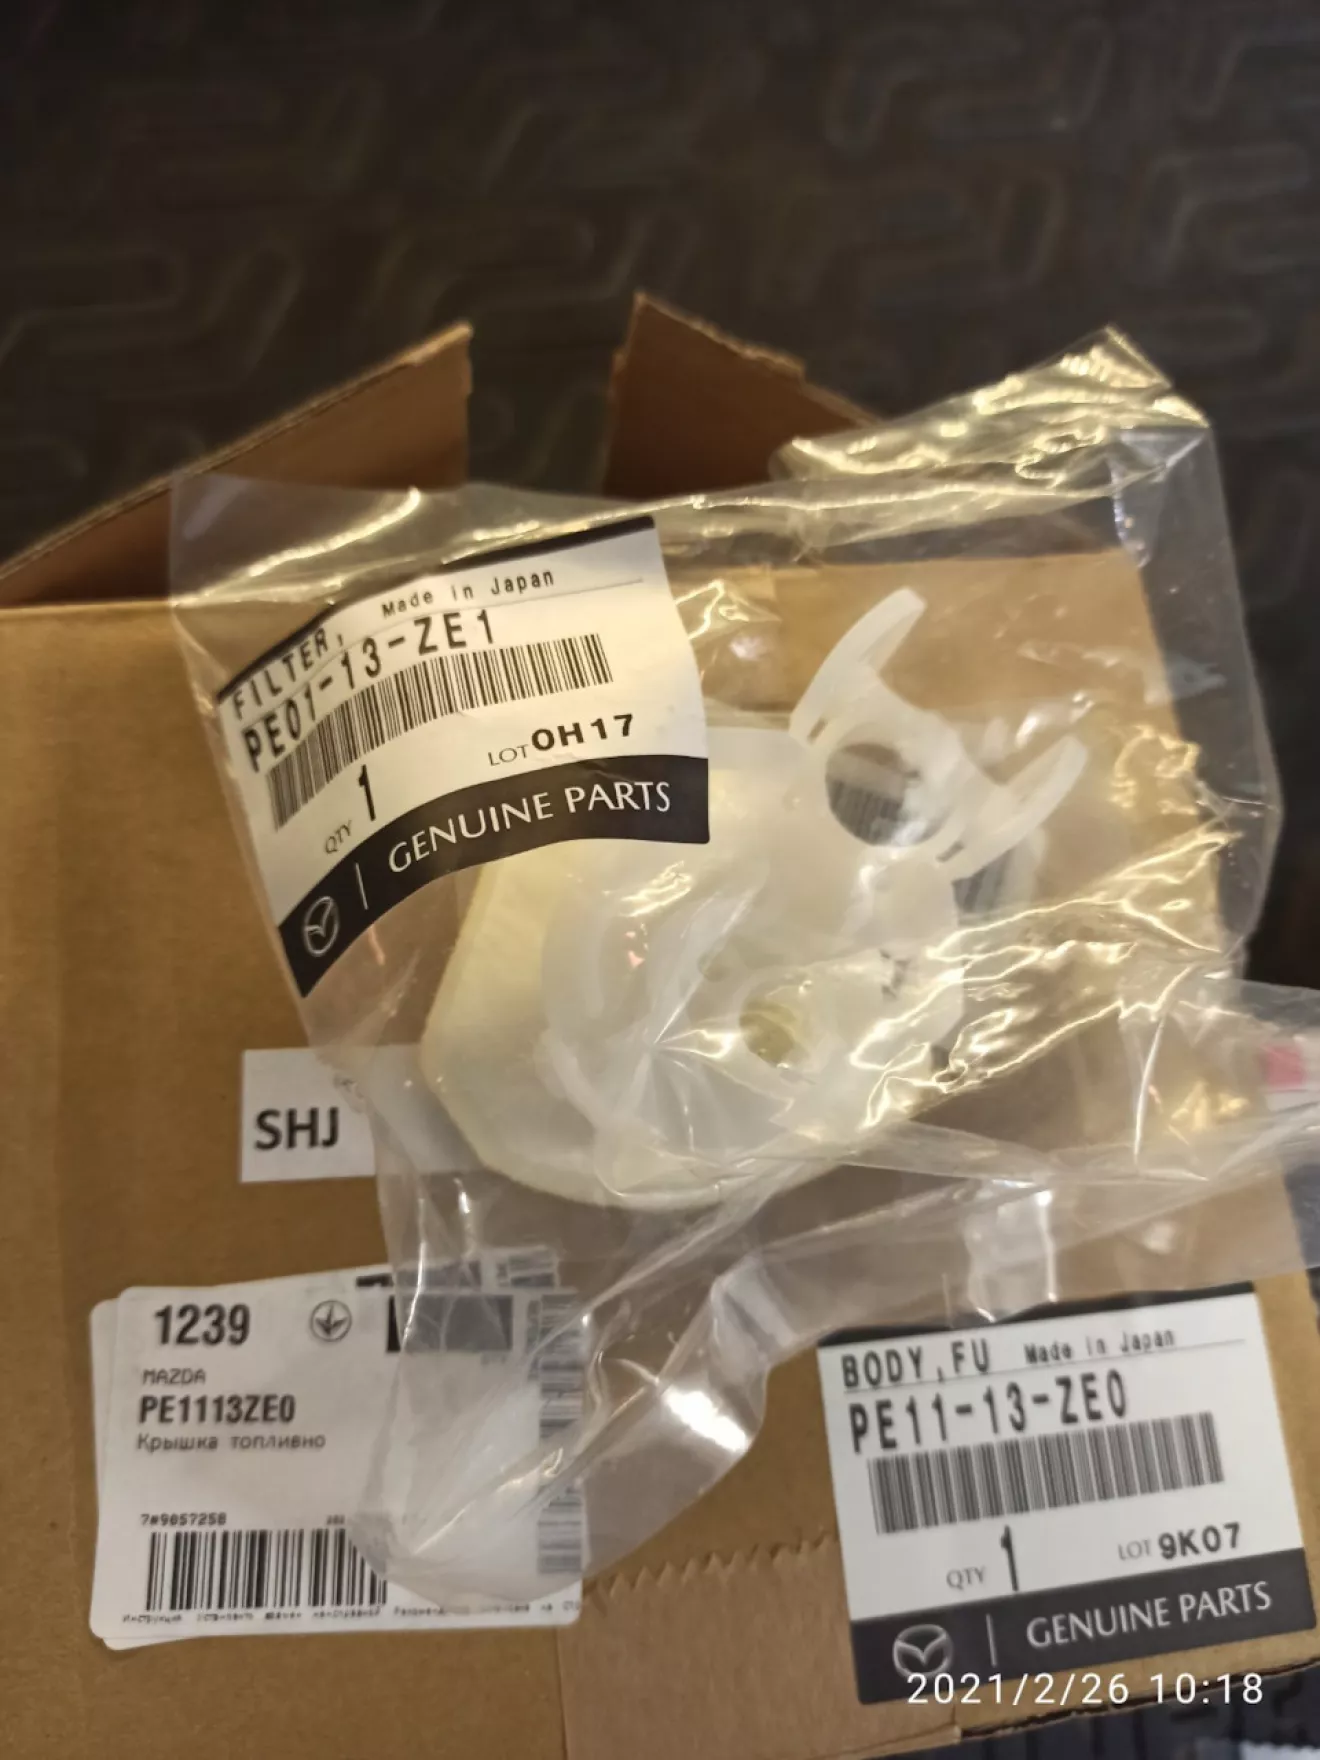 Made in Japan
FILTER,
PE01-13-ZE1
LOT 0H17
QTY 1
GENUINE PARTS
SHJ
1239
MAZDA
PE1113ZE0
Крышка топливно
7#9857258
BODY,FU Made in Japan
PE11-13-ZE0
QTY 1 LOT 9K07
GENUINE PARTS
2021/2/26 10:18